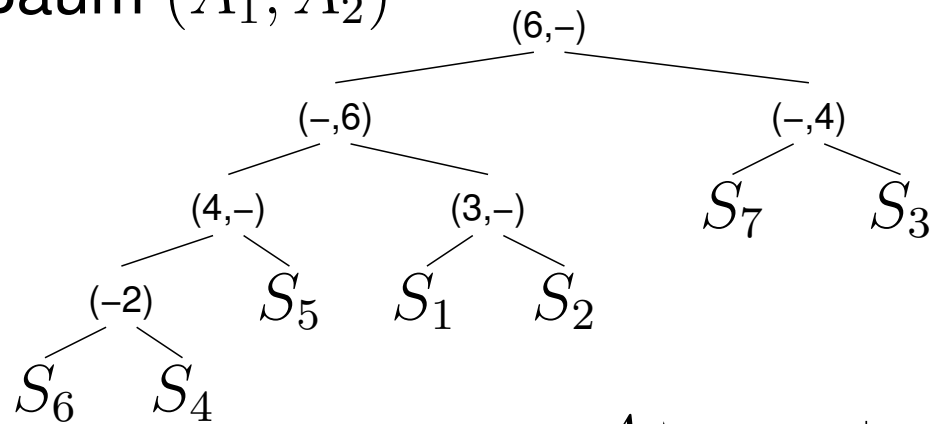 baum (A₁, A₂)
(6,–)
(–,6) (–,4)
(4,–) (3,–) S₇ S₃
(–2) S₅ S₁ S₂
S₆ S₄